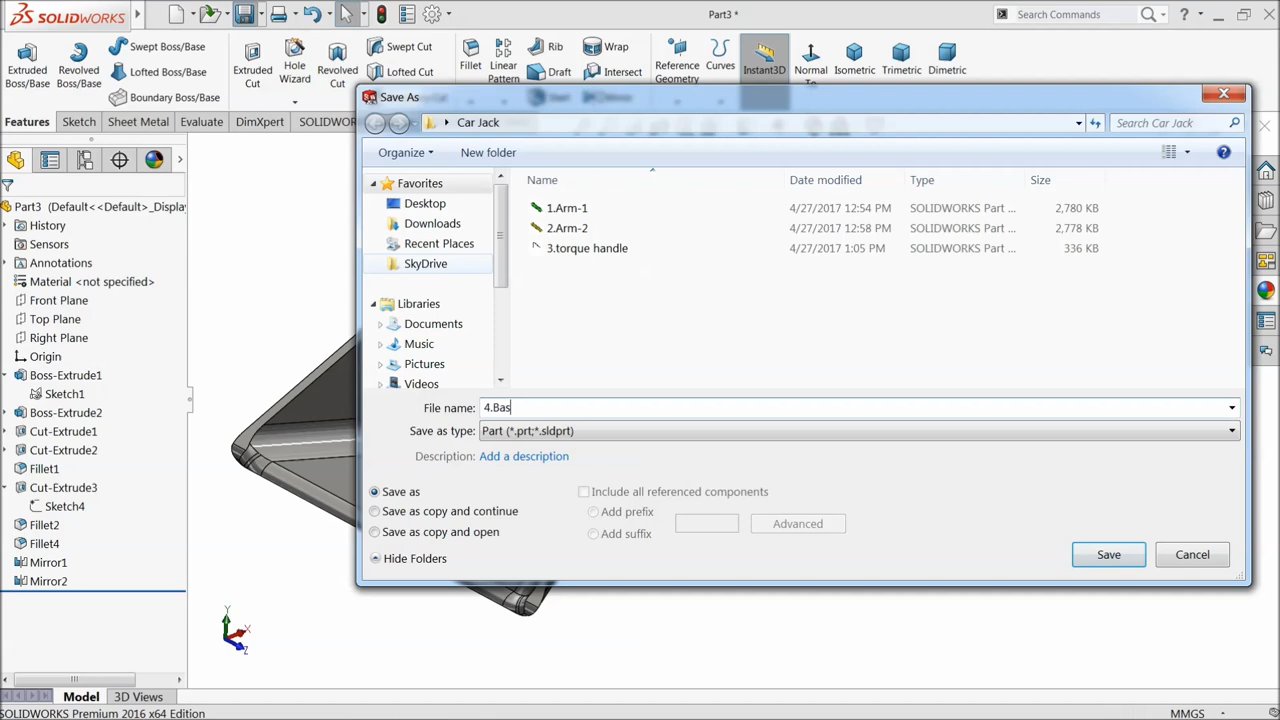 SOLIDWORKS
Part3 *
Search Commands
Extruded Boss/Base
Revolved Boss/Base
Swept Boss/Base
Lofted Boss/Base
Boundary Boss/Base
Extruded Cut
Hole Wizard
Revolved Cut
Swept Cut
Lofted Cut
Fillet
Linear Pattern
Rib
Draft
Wrap
Intersect
Reference Geometry
Curves
Instant3D
Normal To
Isometric
Trimetric
Dimetric
Features
Sketch
Sheet Metal
Evaluate
DimXpert
SOLIDWO
Save As
Car Jack
Search Car Jack
Organize
New folder
Name
Date modified
Type
Size
Favorites
Desktop
Downloads
Recent Places
SkyDrive
Libraries
Documents
Music
Pictures
Videos
1.Arm-1 4/27/2017 12:54 PM SOLIDWORKS Part ... 2,780 KB
2.Arm-2 4/27/2017 12:58 PM SOLIDWORKS Part ... 2,778 KB
3.torque handle 4/27/2017 1:05 PM SOLIDWORKS Part ... 336 KB
File name: 4.Bas
Save as type: Part (*.prt;*.sldprt)
Description: Add a description
Save as
Save as copy and continue
Save as copy and open
Include all referenced components
Add prefix
Add suffix
Advanced
Hide Folders
Save
Cancel
Part3 (Default<<Default>_Display
History
Sensors
Annotations
Material <not specified>
Front Plane
Top Plane
Right Plane
Origin
Boss-Extrude1
Sketch1
Boss-Extrude2
Cut-Extrude1
Cut-Extrude2
Fillet1
Cut-Extrude3
Sketch4
Fillet2
Fillet4
Mirror1
Mirror2
Y
X
Z
Model
3D Views
SOLIDWORKS Premium 2016 x64 Edition
MMGS